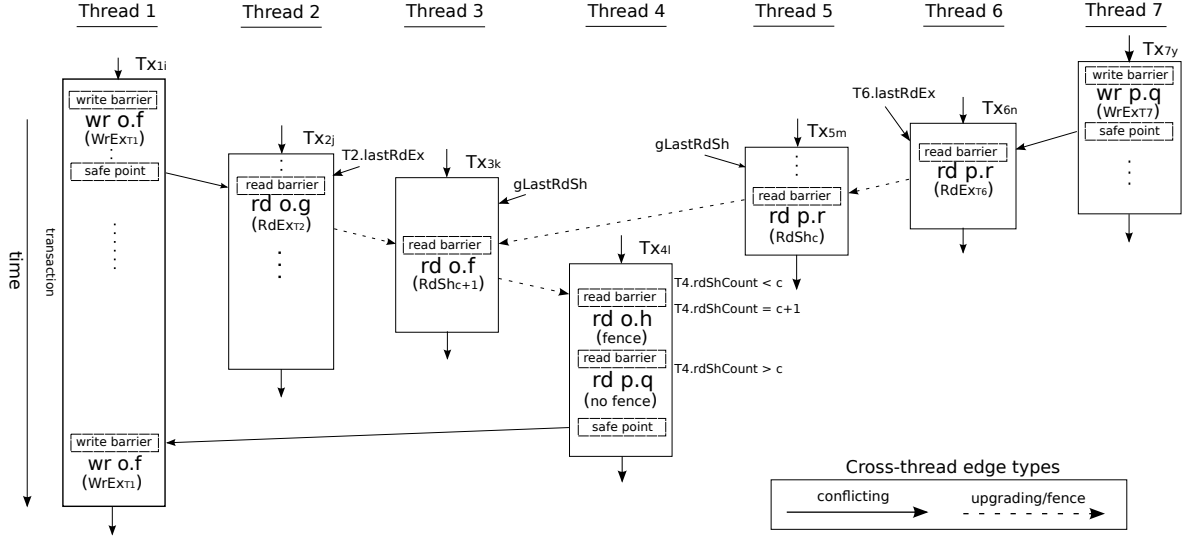 Thread 1
Thread 2
Thread 3
Thread 4
Thread 5
Thread 6
Thread 7
time
transaction
Tx1i
write barrier
wr o.f
(WrExT1)
safe point
write barrier
wr o.f
(WrExT1)
Tx2j
T2.lastRdEx
read barrier
rd o.g
(RdExT2)
Tx3k
gLastRdSh
read barrier
rd o.f
(RdShc+1)
Tx4l
T4.rdShCount < c
read barrier
T4.rdShCount = c+1
rd o.h
(fence)
read barrier
T4.rdShCount > c
rd p.q
(no fence)
safe point
Tx5m
gLastRdSh
read barrier
rd p.r
(RdShc)
T6.lastRdEx
Tx6n
read barrier
rd p.r
(RdExT6)
Tx7y
write barrier
wr p.q
(WrExT7)
safe point
Cross-thread edge types
conflicting
upgrading/fence